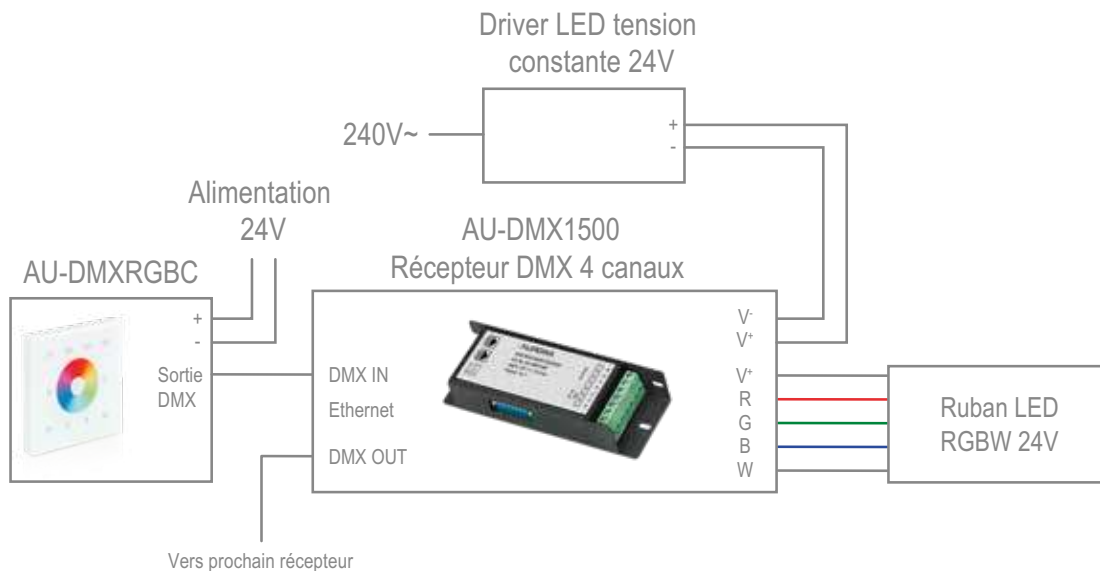 Driver LED tension
constante 24V
240V~
+
-
Alimentation
24V
AU-DMX1500
Récepteur DMX 4 canaux
AU-DMXRGBC
+
-
Sortie
DMX
DMX IN
Ethernet
DMX OUT
AURORA
V-
V+
V+
R
G
B
W
Ruban LED
RGBW 24V
Vers prochain récepteur